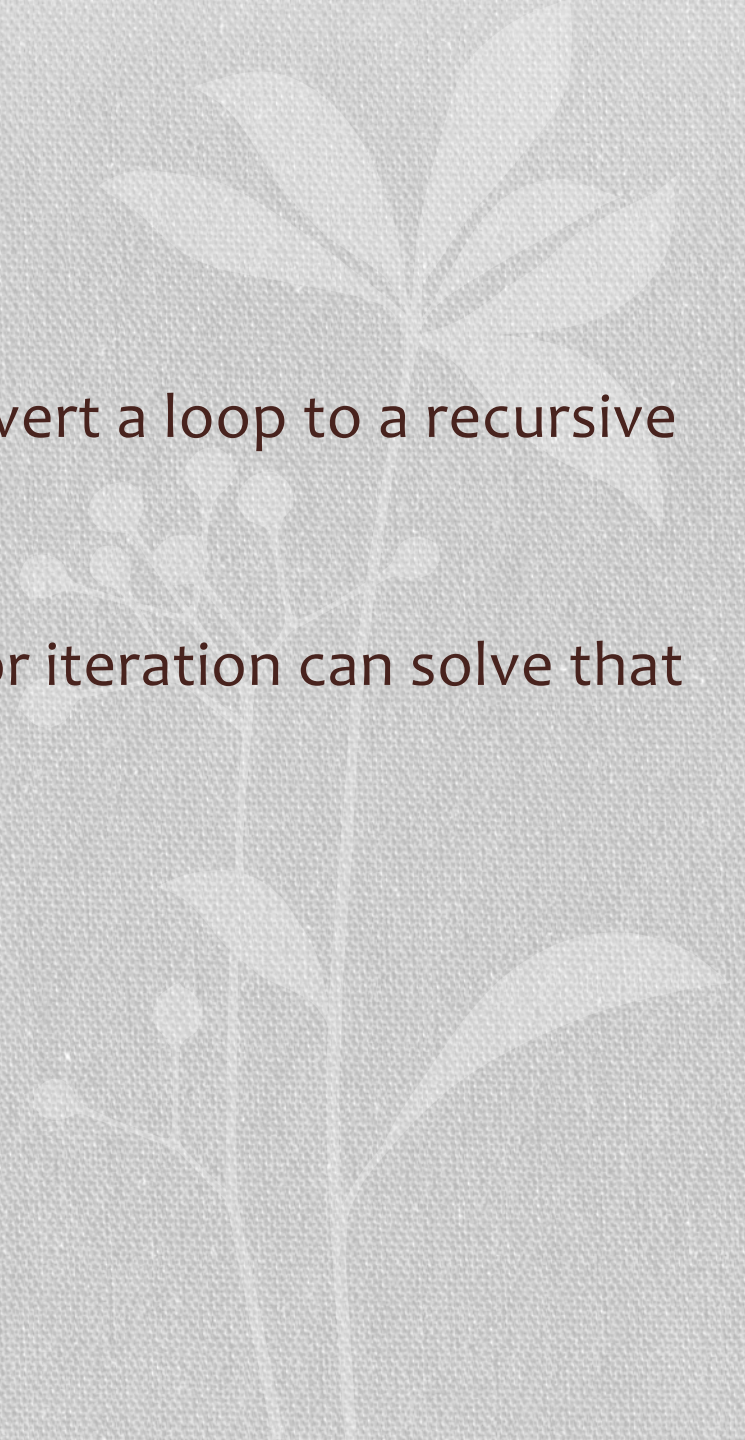 vert a loop to a recursive
or iteration can solve that